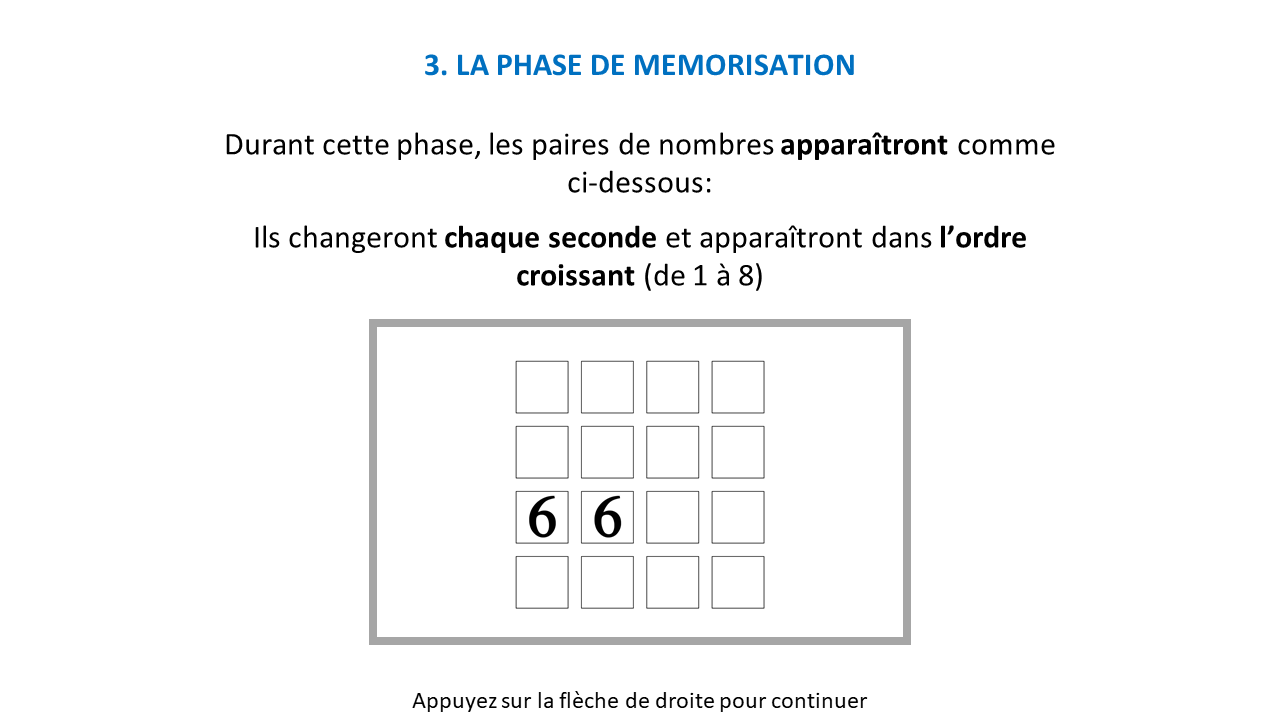 3. LA PHASE DE MEMORISATION
Durant cette phase, les paires de nombres apparaîtront comme
ci-dessous:
Ils changeront chaque seconde et apparaîtront dans l’ordre
croissant (de 1 à 8)
6 6
Appuyez sur la flèche de droite pour continuer